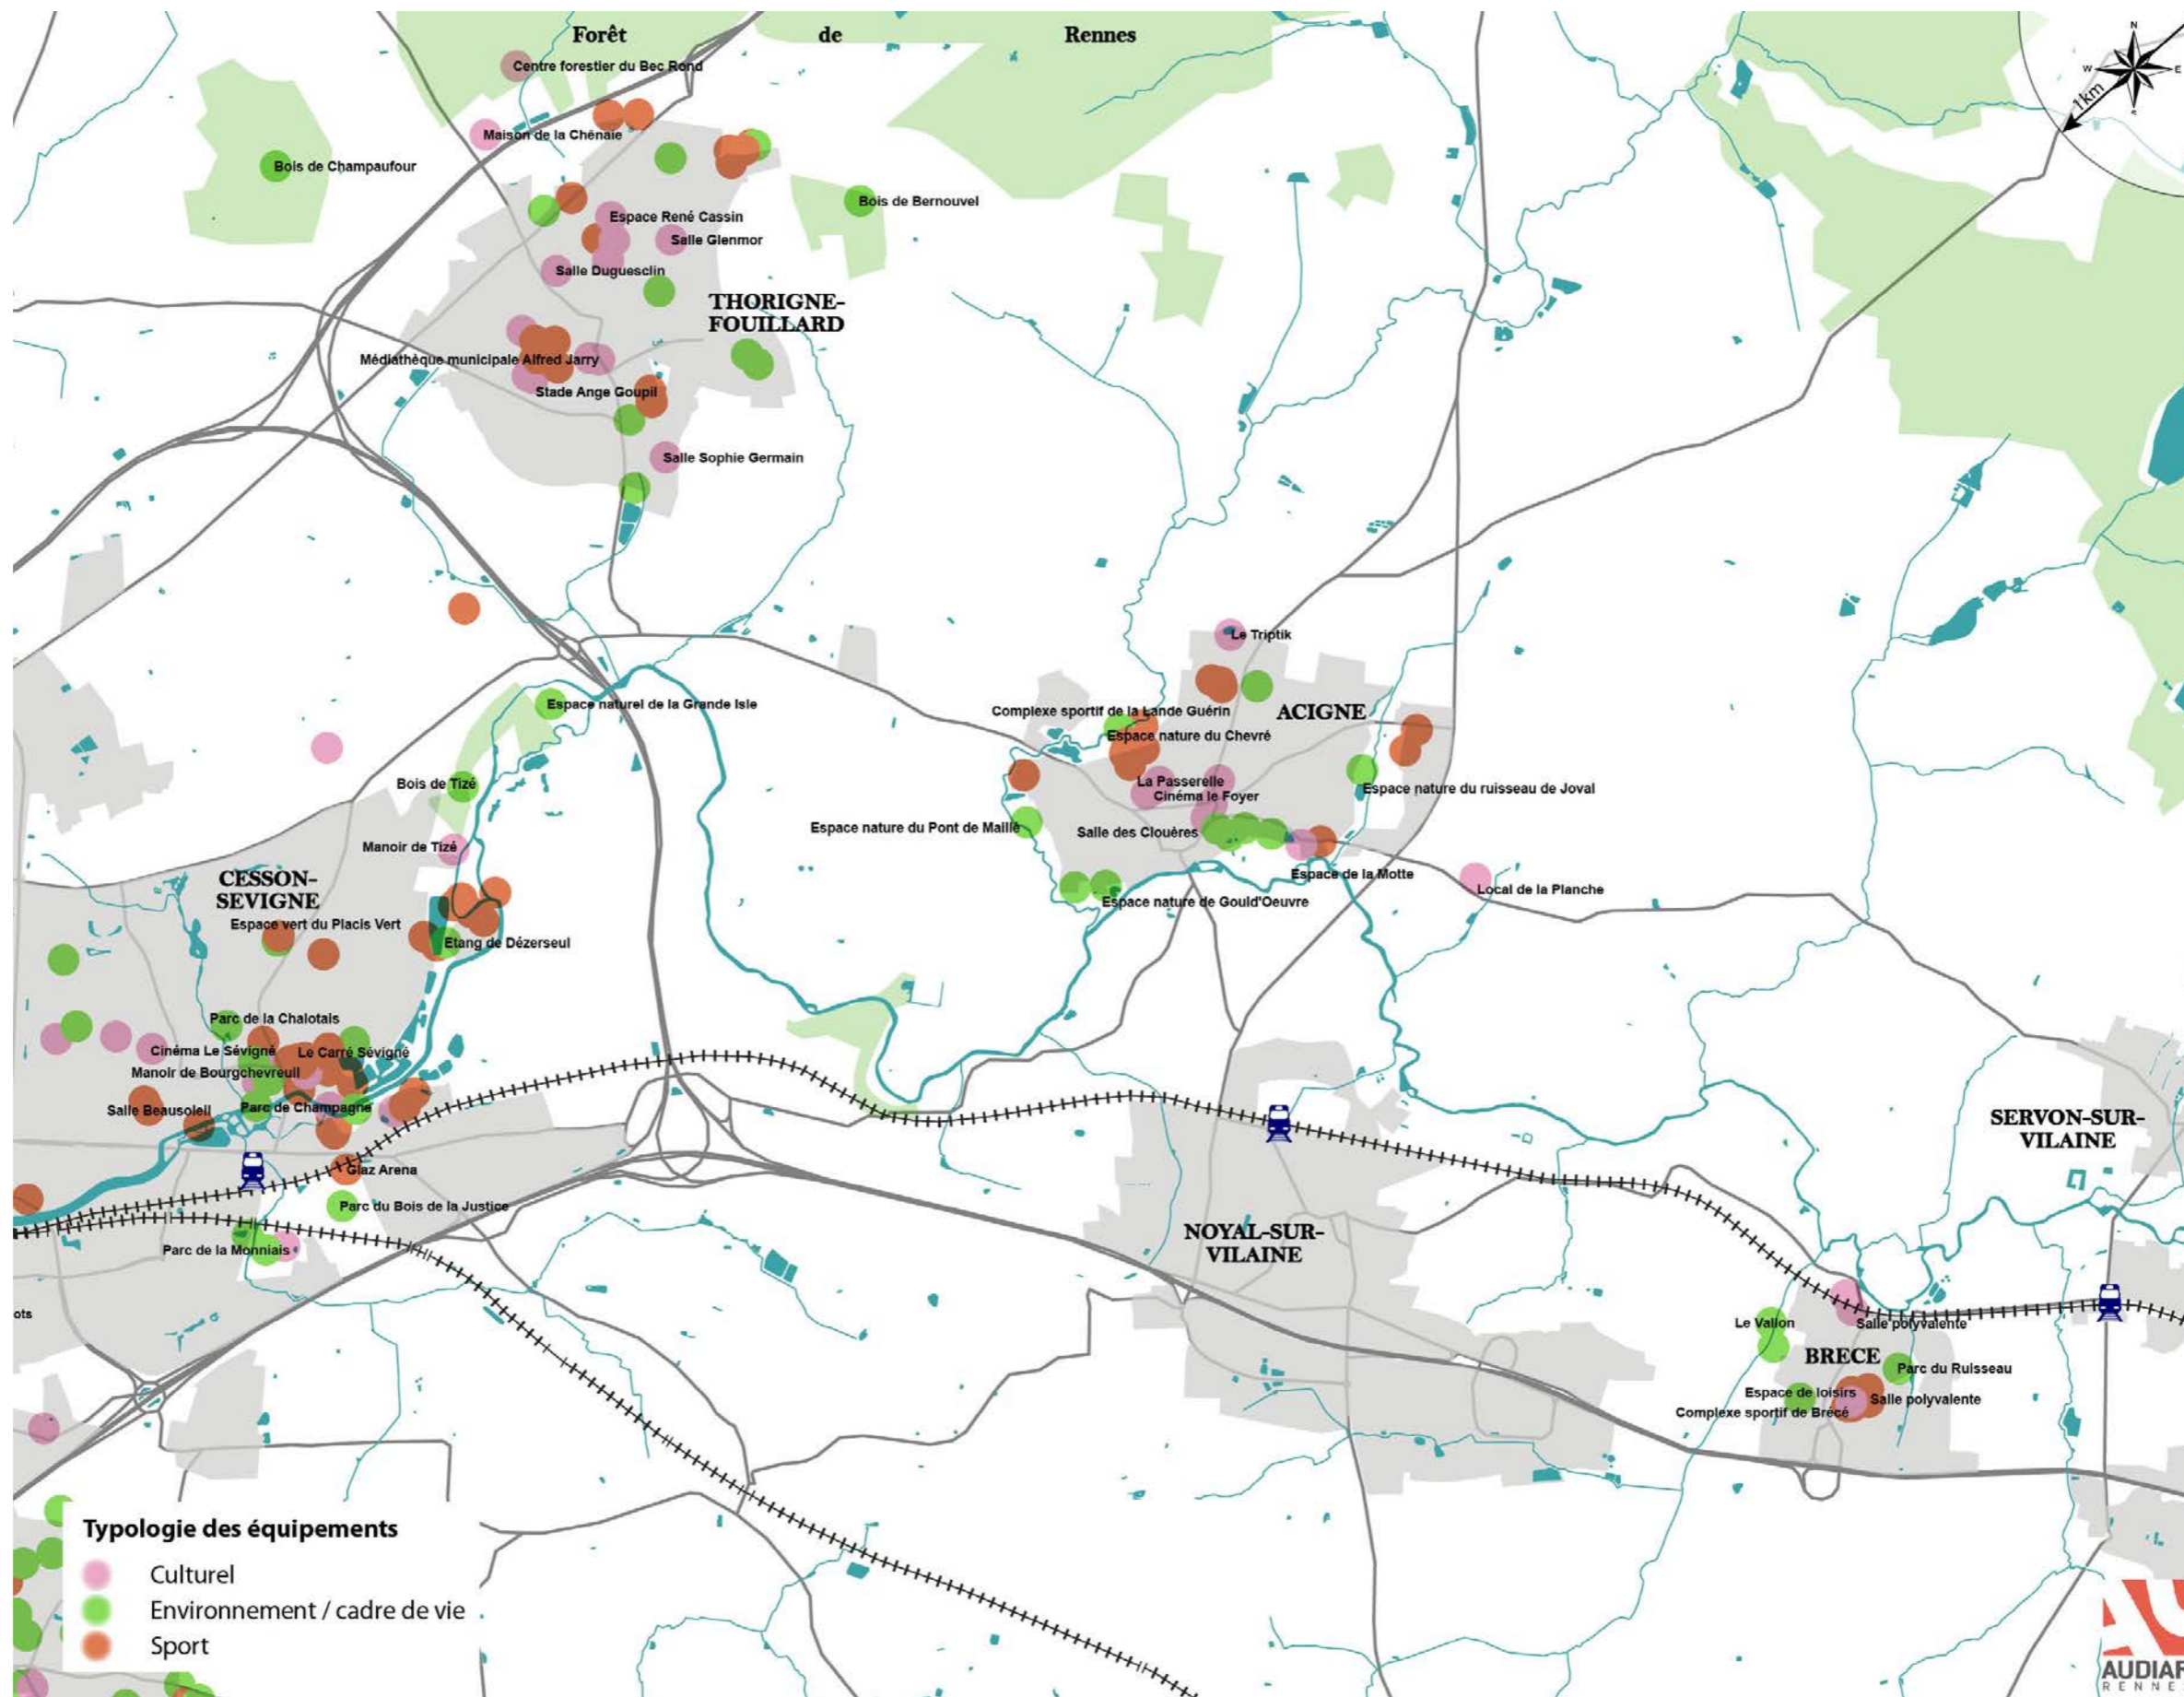 Forêt de Rennes
Centre forestier du Bec Rond
N
W
E
1km
Maison de la Chênaie
Bois de Champaufour
Bois de Bernouvel
Espace René Cassin
Salle Glenmor
Salle Duguesclin
THORIGNE-
FOUILLARD
Médiathèque municipale Alfred Jarry
Stade Ange Goupil
Salle Sophie Germain
Le Triptik
Espace naturel de la Grande Isle
Complexe sportif de la Lande Guérin
ACIGNE
Espace nature du Chevré
Bois de Tizé
La Passerelle
Cinéma le Foyer
Espace nature du ruisseau de Joval
Espace nature du Pont de Maillé
Salle des Clouères
Manoir de Tizé
Espace de la Motte
Local de la Planche
CESSON-
SEVIGNE
Espace nature de Gould'Oeuvre
Espace vert du Placis Vert
Etang de Dézerseul
Parc de la Chalotais
Cinéma Le Sévigné
Le Carré Sévigné
Manoir de Bourgchevreuil
Salle Beausoleil
Parc de Champagne
SERVON-SUR-
VILAINE
Glaz Arena
Parc du Bois de la Justice
Parc de la Monniais
NOYAL-SUR-
VILAINE
ots
Le Vallon
Salle polyvalente
BRECE
Parc du Ruisseau
Espace de loisirs
Salle polyvalente
Complexe sportif de Brécé
Typologie des équipements
Culturel
Environnement / cadre de vie
Sport
AUDIAR
RENNE